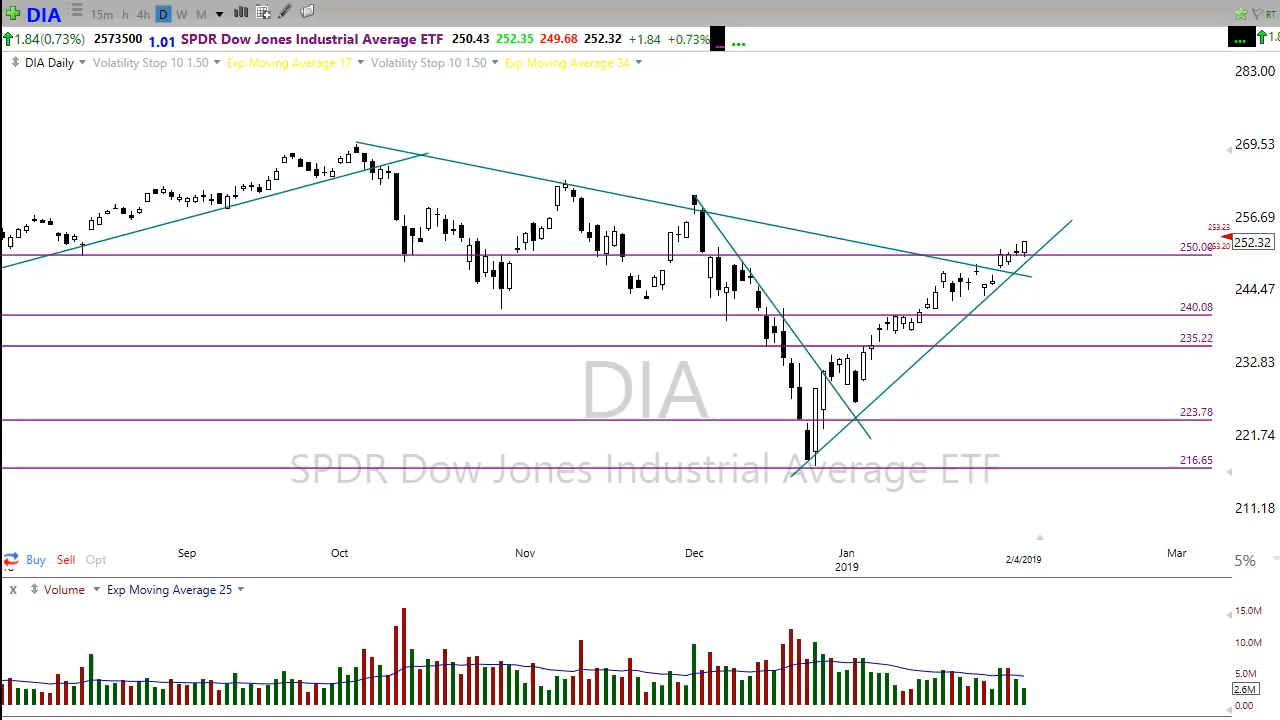 DIA 15m h 4h D W M RT
1.84(0.73%) 2573500 1.01 SPDR Dow Jones Industrial Average ETF 250.43 252.35 249.68 252.32 +1.84 +0.73%
DIA Daily Volatility Stop 10 1.50 Exp Moving Average 17 Volatility Stop 10 1.50 Exp Moving Average 34
283.00
269.53
256.69
253.23
252.32
250.00
253.20
244.47
240.08
235.22
232.83
DIA
223.78
221.74
SPDR Dow Jones Industrial Average ETF
216.65
211.18
Sep Oct Nov Dec Jan Mar
2019
2/4/2019
Buy Sell Opt
5%
x Volume Exp Moving Average 25
15.0M
10.0M
5.0M
2.6M
0.00